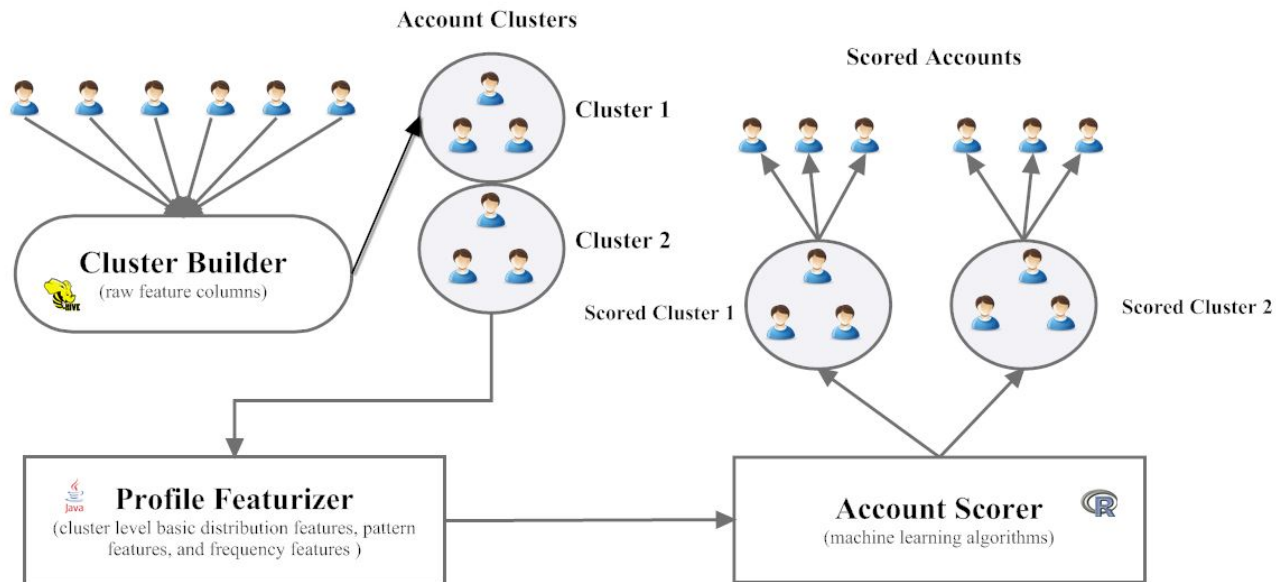 Account Clusters
Scored Accounts
Cluster 1
Cluster 2
Cluster Builder
(raw feature columns)
HIVE
Scored Cluster 1
Scored Cluster 2
Java
Profile Featurizer
(cluster level basic distribution features, pattern
features, and frequency features )
Account Scorer
R
(machine learning algorithms)